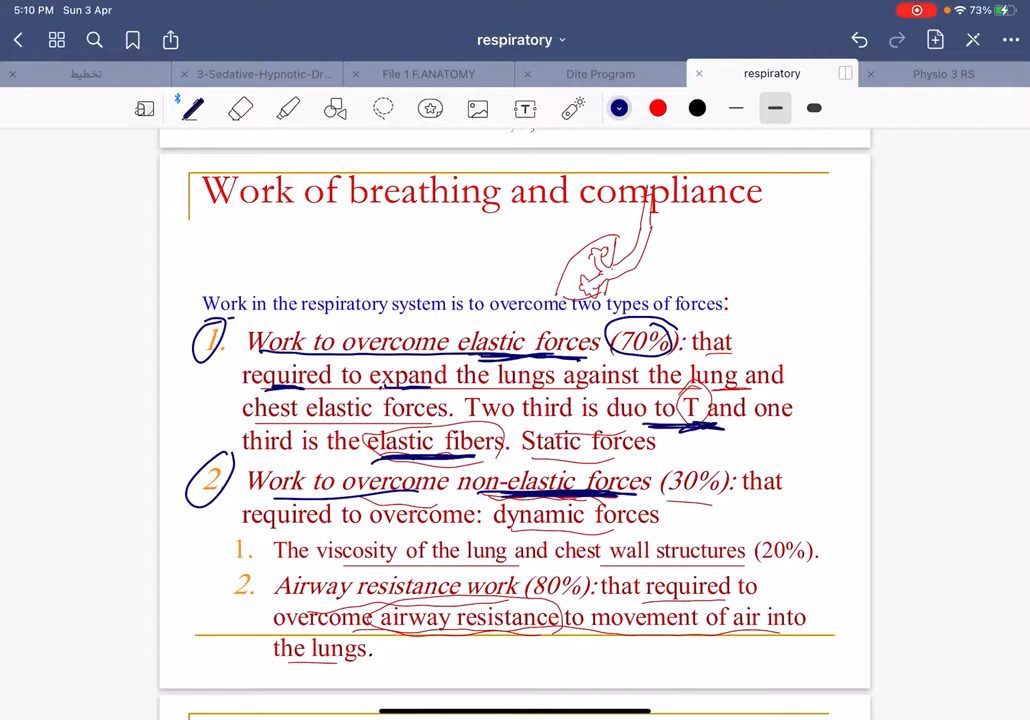 5:10 PM Sun 3 Apr
73%
respiratory
تخطيط
3-Sedative-Hypnotic-Dr...
File 1 F.ANATOMY
Dite Program
respiratory
Physio 3 RS
Work of breathing and compliance
Work in the respiratory system is to overcome two types of forces:
1. Work to overcome elastic forces (70%): that
required to expand the lungs against the lung and
chest elastic forces. Two third is duo to T and one
third is the elastic fibers. Static forces
2 Work to overcome non-elastic forces (30%): that
required to overcome: dynamic forces
1. The viscosity of the lung and chest wall structures (20%).
2. Airway resistance work (80%): that required to
overcome airway resistance to movement of air into
the lungs.